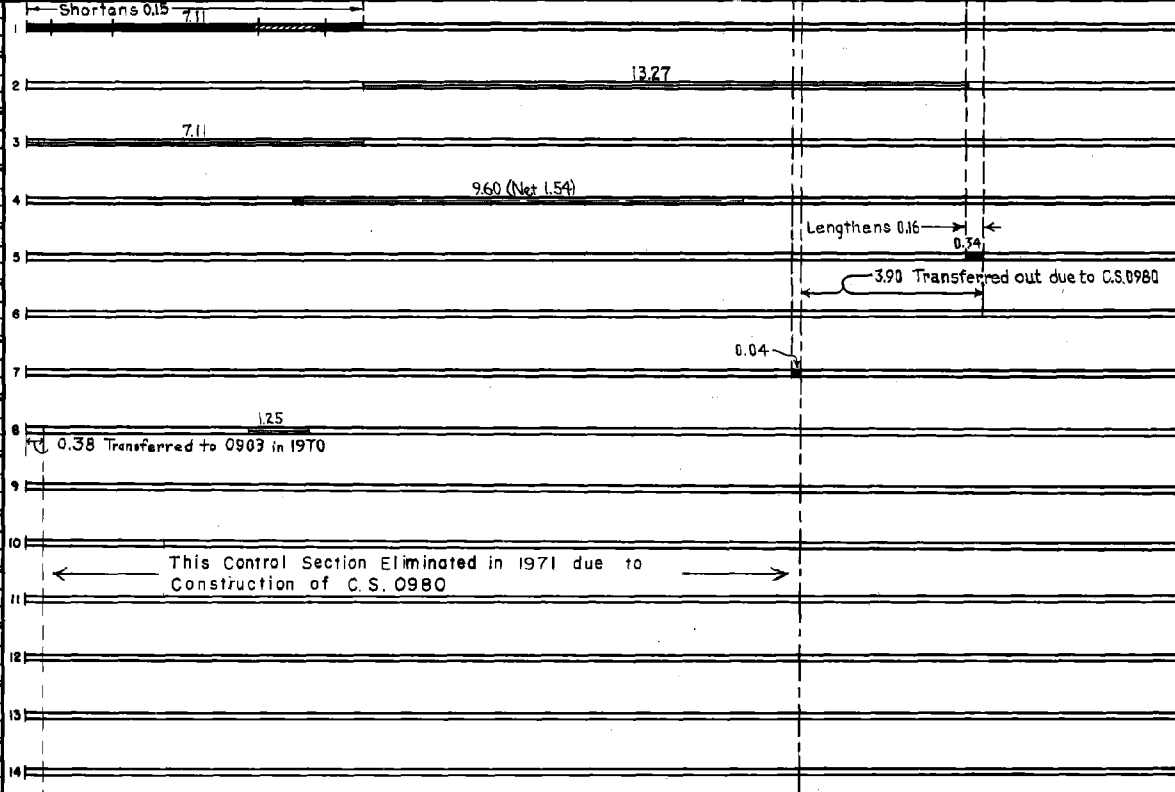 Shortens 0.15
7.11
1
13.27
2
7.11
3
9.60 (Net 1.54)
4
Lengthens 0.16
0.34
5
3.90 Transferred out due to C.S.0980
6
0.04
7
1.25
8
0.38 Transferred to 0903 in 1970
9
10
This Control Section Eliminated in 1971 due to
Construction of C.S. 0980
11
12
13
14